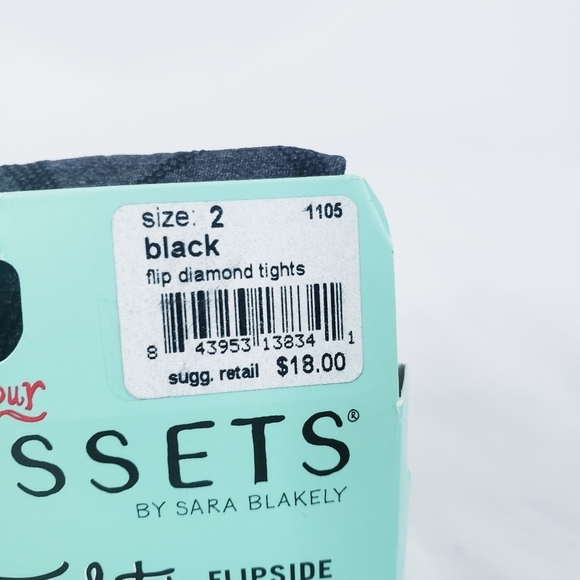 size: 2 1105
black
flip diamond tights
8 43953 13834 1
sugg. retail $18.00
our
SSETS®
BY SARA BLAKELY
FLIPSIDE